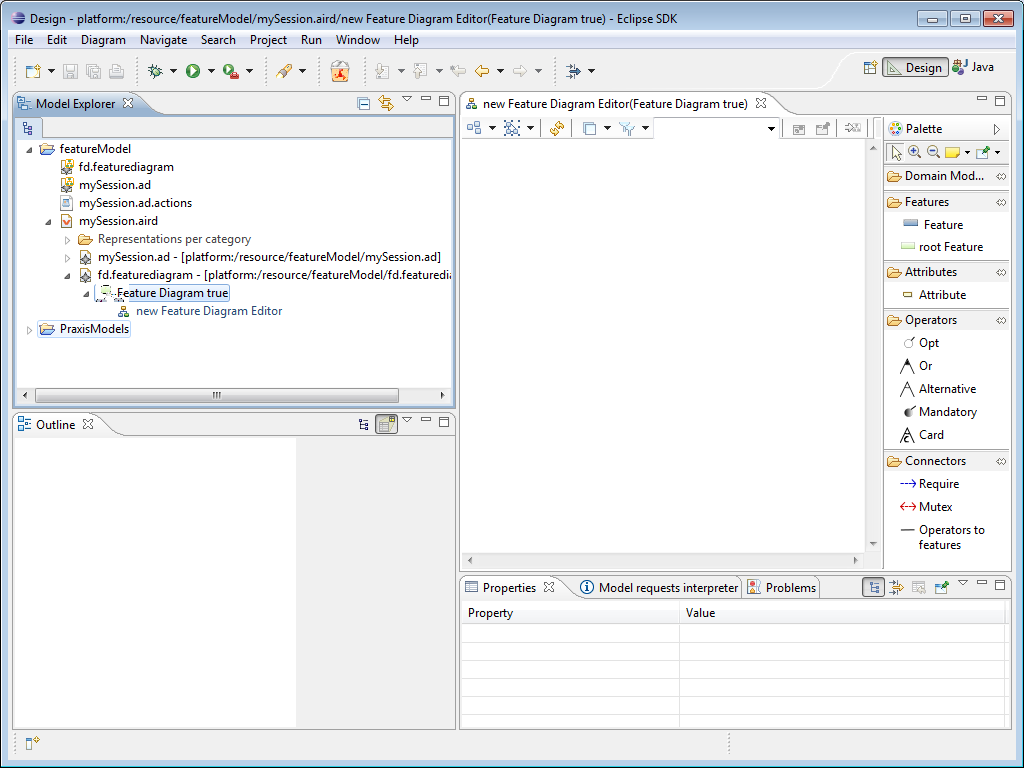 Design - platform:/resource/featureModel/mySession.aird/new Feature Diagram Editor(Feature Diagram true) - Eclipse SDK
File Edit Diagram Navigate Search Project Run Window Help
Design Java
Model Explorer
featureModel
fd.featurediagram
mySession.ad
mySession.ad.actions
mySession.aird
Representations per category
mySession.ad - [platform:/resource/featureModel/mySession.ad]
fd.featurediagram - [platform:/resource/featureModel/fd.featuredi
Feature Diagram true
new Feature Diagram Editor
PraxisModels
Outline
new Feature Diagram Editor(Feature Diagram true)
Palette
Domain Mod...
Features
Feature
root Feature
Attributes
Attribute
Operators
Opt
Or
Alternative
Mandatory
Card
Connectors
Require
Mutex
Operators to
features
Properties Model requests interpreter Problems
Property Value